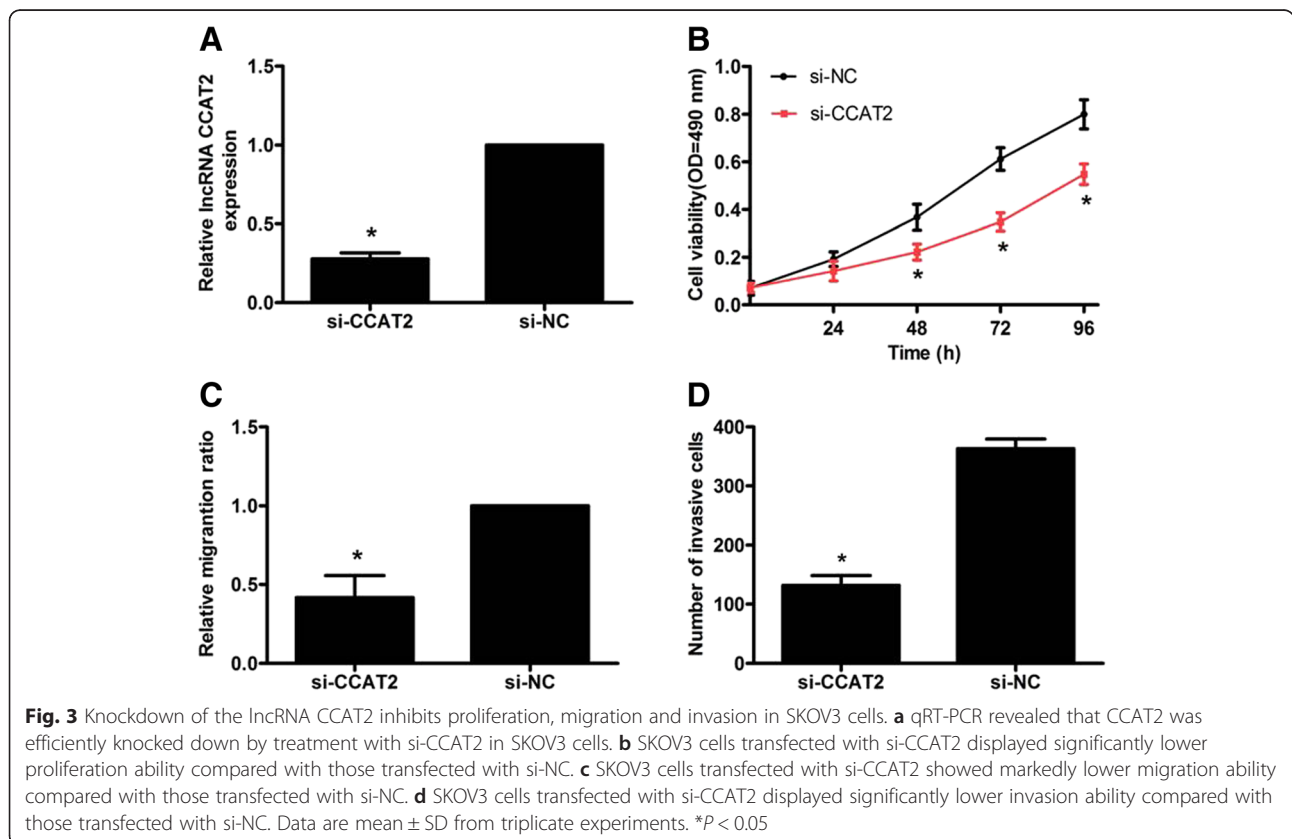 A
Relative lncRNA CCAT2
expression
1.5
1.0
0.5
0.0
*
si-CCAT2
si-NC
B
Cell viability(OD=490 nm)
1.0
0.8
0.6
0.4
0.2
0.0
si-NC
si-CCAT2
*
*
*
24
48
72
96
Time (h)
C
Relative migrantion ratio
1.5
1.0
0.5
0.0
*
si-CCAT2
si-NC
D
Number of invasive cells
400
300
200
100
0
*
si-CCAT2
si-NC
Fig. 3 Knockdown of the lncRNA CCAT2 inhibits proliferation, migration and invasion in SKOV3 cells. a qRT-PCR revealed that CCAT2 was
efficiently knocked down by treatment with si-CCAT2 in SKOV3 cells. b SKOV3 cells transfected with si-CCAT2 displayed significantly lower
proliferation ability compared with those transfected with si-NC. c SKOV3 cells transfected with si-CCAT2 showed markedly lower migration ability
compared with those transfected with si-NC. d SKOV3 cells transfected with si-CCAT2 displayed significantly lower invasion ability compared with
those transfected with si-NC. Data are mean ± SD from triplicate experiments. *P < 0.05